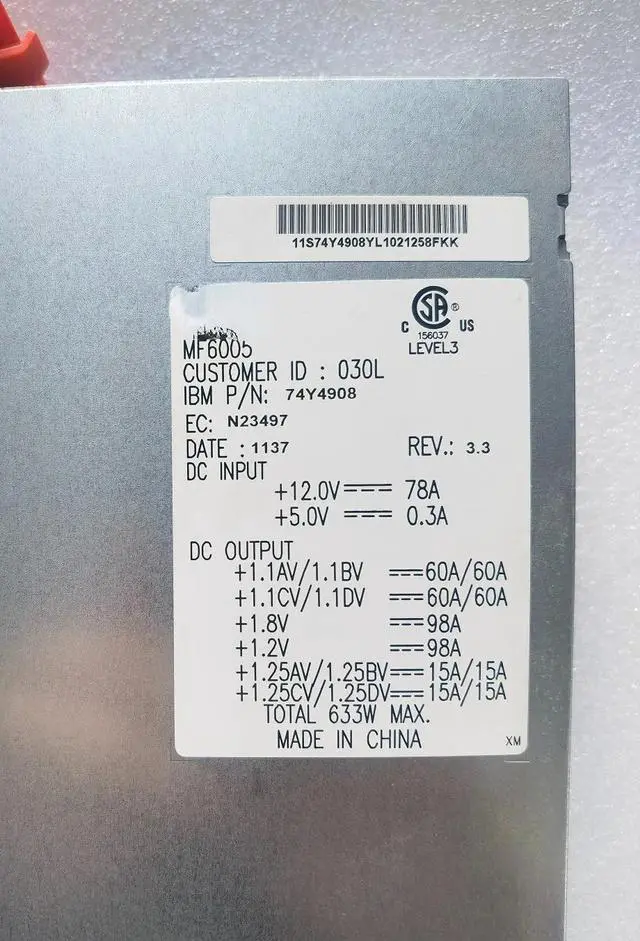 11S74Y4908YL1021258FKK
CSA®
C US
156037
LEVEL3
MF6005
CUSTOMER ID : 030L
IBM P/N: 74Y4908
EC: N23497
DATE : 1137 REV.: 3.3
DC INPUT
+12.0V 78A
+5.0V 0.3A
DC OUTPUT
+1.1AV/1.1BV 60A/60A
+1.1CV/1.1DV 60A/60A
+1.8V 98A
+1.2V 98A
+1.25AV/1.25BV 15A/15A
+1.25CV/1.25DV 15A/15A
TOTAL 633W MAX.
MADE IN CHINA XM